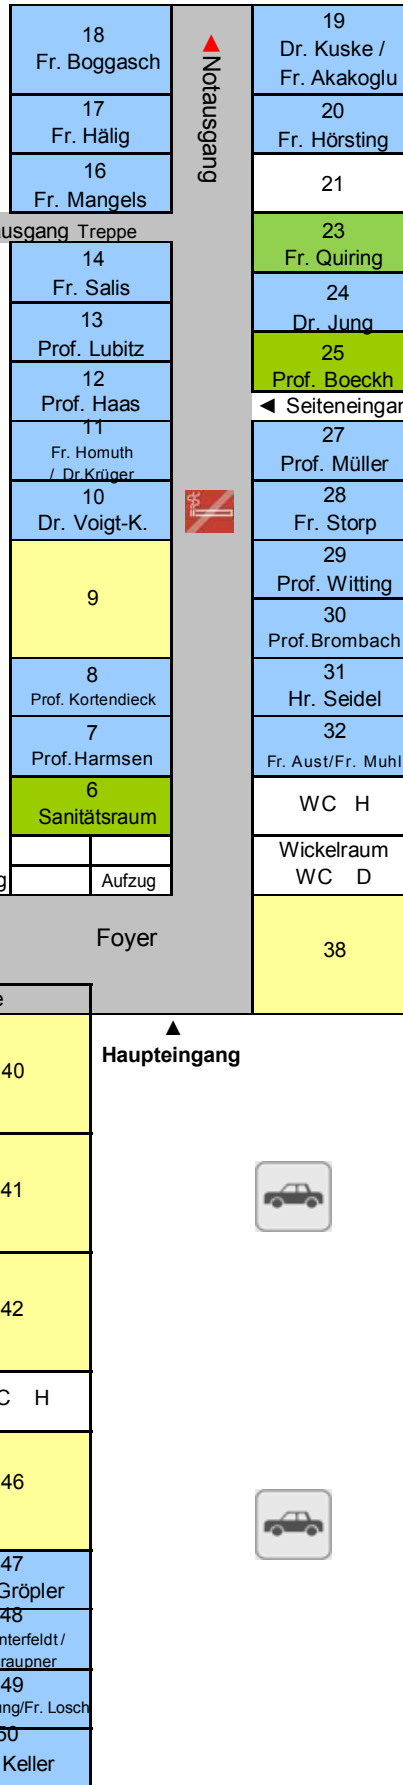 18
Fr. Boggasch
17
Fr. Hälig
16
Fr. Mangels
usgang Treppe
14
Fr. Salis
13
Prof. Lubitz
12
Prof. Haas
11
Fr. Homuth
/ Dr.Krüger
10
Dr. Voigt-K.
9
8
Prof. Kortendieck
7
Prof.Harmsen
6
Sanitätsraum
g
Aufzug
◄Notausgang
19
Dr. Kuske /
Fr. Akakoglu
20
Fr. Hörsting
21
23
Fr. Quiring
24
Dr. Jung
25
Prof. Boeckh
◄ Seiteneingan
27
Prof. Müller
28
Fr. Storp
29
Prof. Witting
30
Prof.Brombach
31
Hr. Seidel
32
Fr. Aust/Fr. Muhl
WC H
Wickelraum
WC D
38
Foyer
▲
Haupteingang
e
40
41
42
C H
46
47
Gröpler
48
nterfeldt /
raupner
49
ung/Fr. Losch
50
Keller